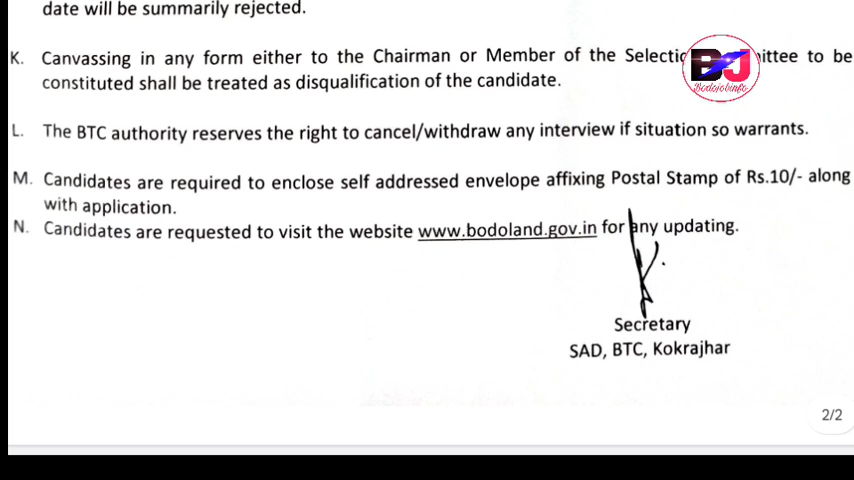 date will be summarily rejected.
K. Canvassing in any form either to the Chairman or Member of the Selectio ittee to be
constituted shall be treated as disqualification of the candidate.
BJ
Bodojobinfo
L. The BTC authority reserves the right to cancel/withdraw any interview if situation so warrants.
M. Candidates are required to enclose self addressed envelope affixing Postal Stamp of Rs.10/- along
with application.
N. Candidates are requested to visit the website www.bodoland.gov.in for any updating.
Secretary
SAD, BTC, Kokrajhar
2/2